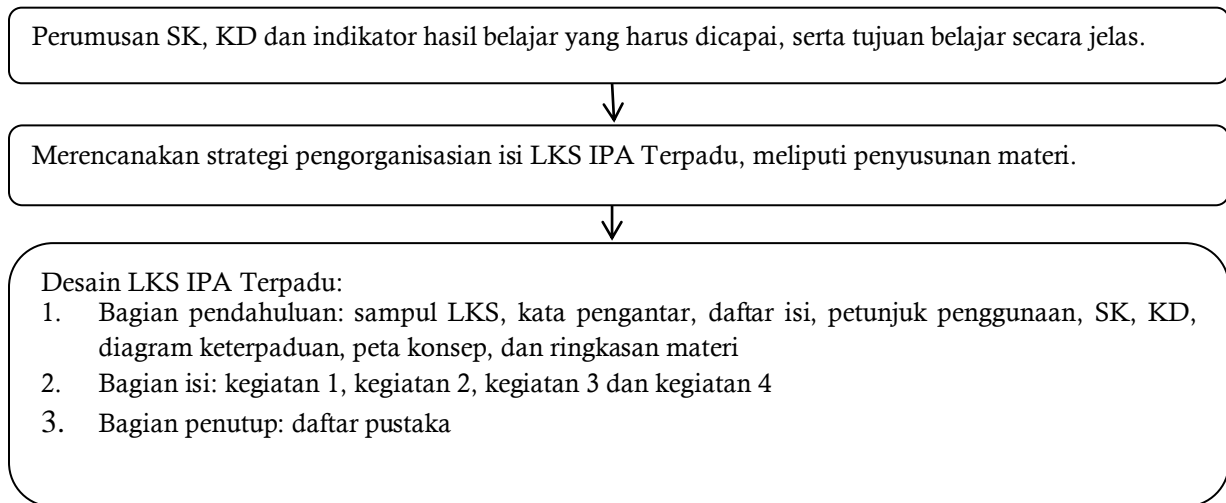 Perumusan SK, KD dan indikator hasil belajar yang harus dicapai, serta tujuan belajar secara jelas.
Merencanakan strategi pengorganisasian isi LKS IPA Terpadu, meliputi penyusunan materi.
Desain LKS IPA Terpadu:
1. Bagian pendahuluan: sampul LKS, kata pengantar, daftar isi, petunjuk penggunaan, SK, KD,
diagram keterpaduan, peta konsep, dan ringkasan materi
2. Bagian isi: kegiatan 1, kegiatan 2, kegiatan 3 dan kegiatan 4
3. Bagian penutup: daftar pustaka